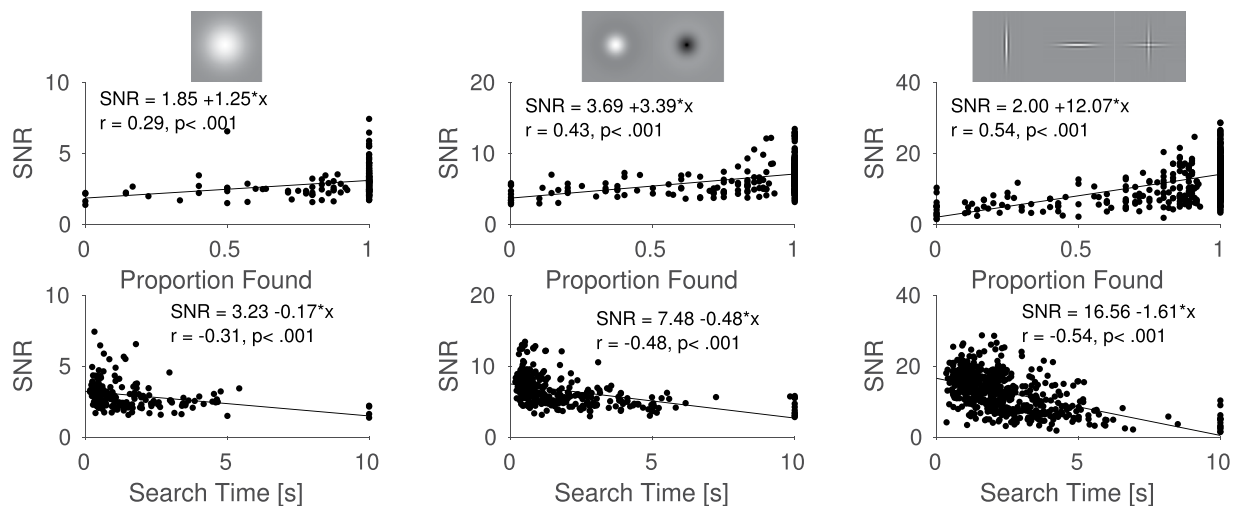 10
5
0
SNR
SNR = 1.85 +1.25*x
r = 0.29, p< .001
0
0.5
1
Proportion Found
20
10
0
SNR
SNR = 3.69 +3.39*x
r = 0.43, p< .001
0
0.5
1
Proportion Found
40
20
0
SNR
SNR = 2.00 +12.07*x
r = 0.54, p< .001
0
0.5
1
Proportion Found
10
5
0
SNR
SNR = 3.23 -0.17*x
r = -0.31, p< .001
0
5
10
Search Time [s]
20
10
0
SNR
SNR = 7.48 -0.48*x
r = -0.48, p< .001
0
5
10
Search Time [s]
40
20
0
SNR
SNR = 16.56 -1.61*x
r = -0.54, p< .001
0
5
10
Search Time [s]